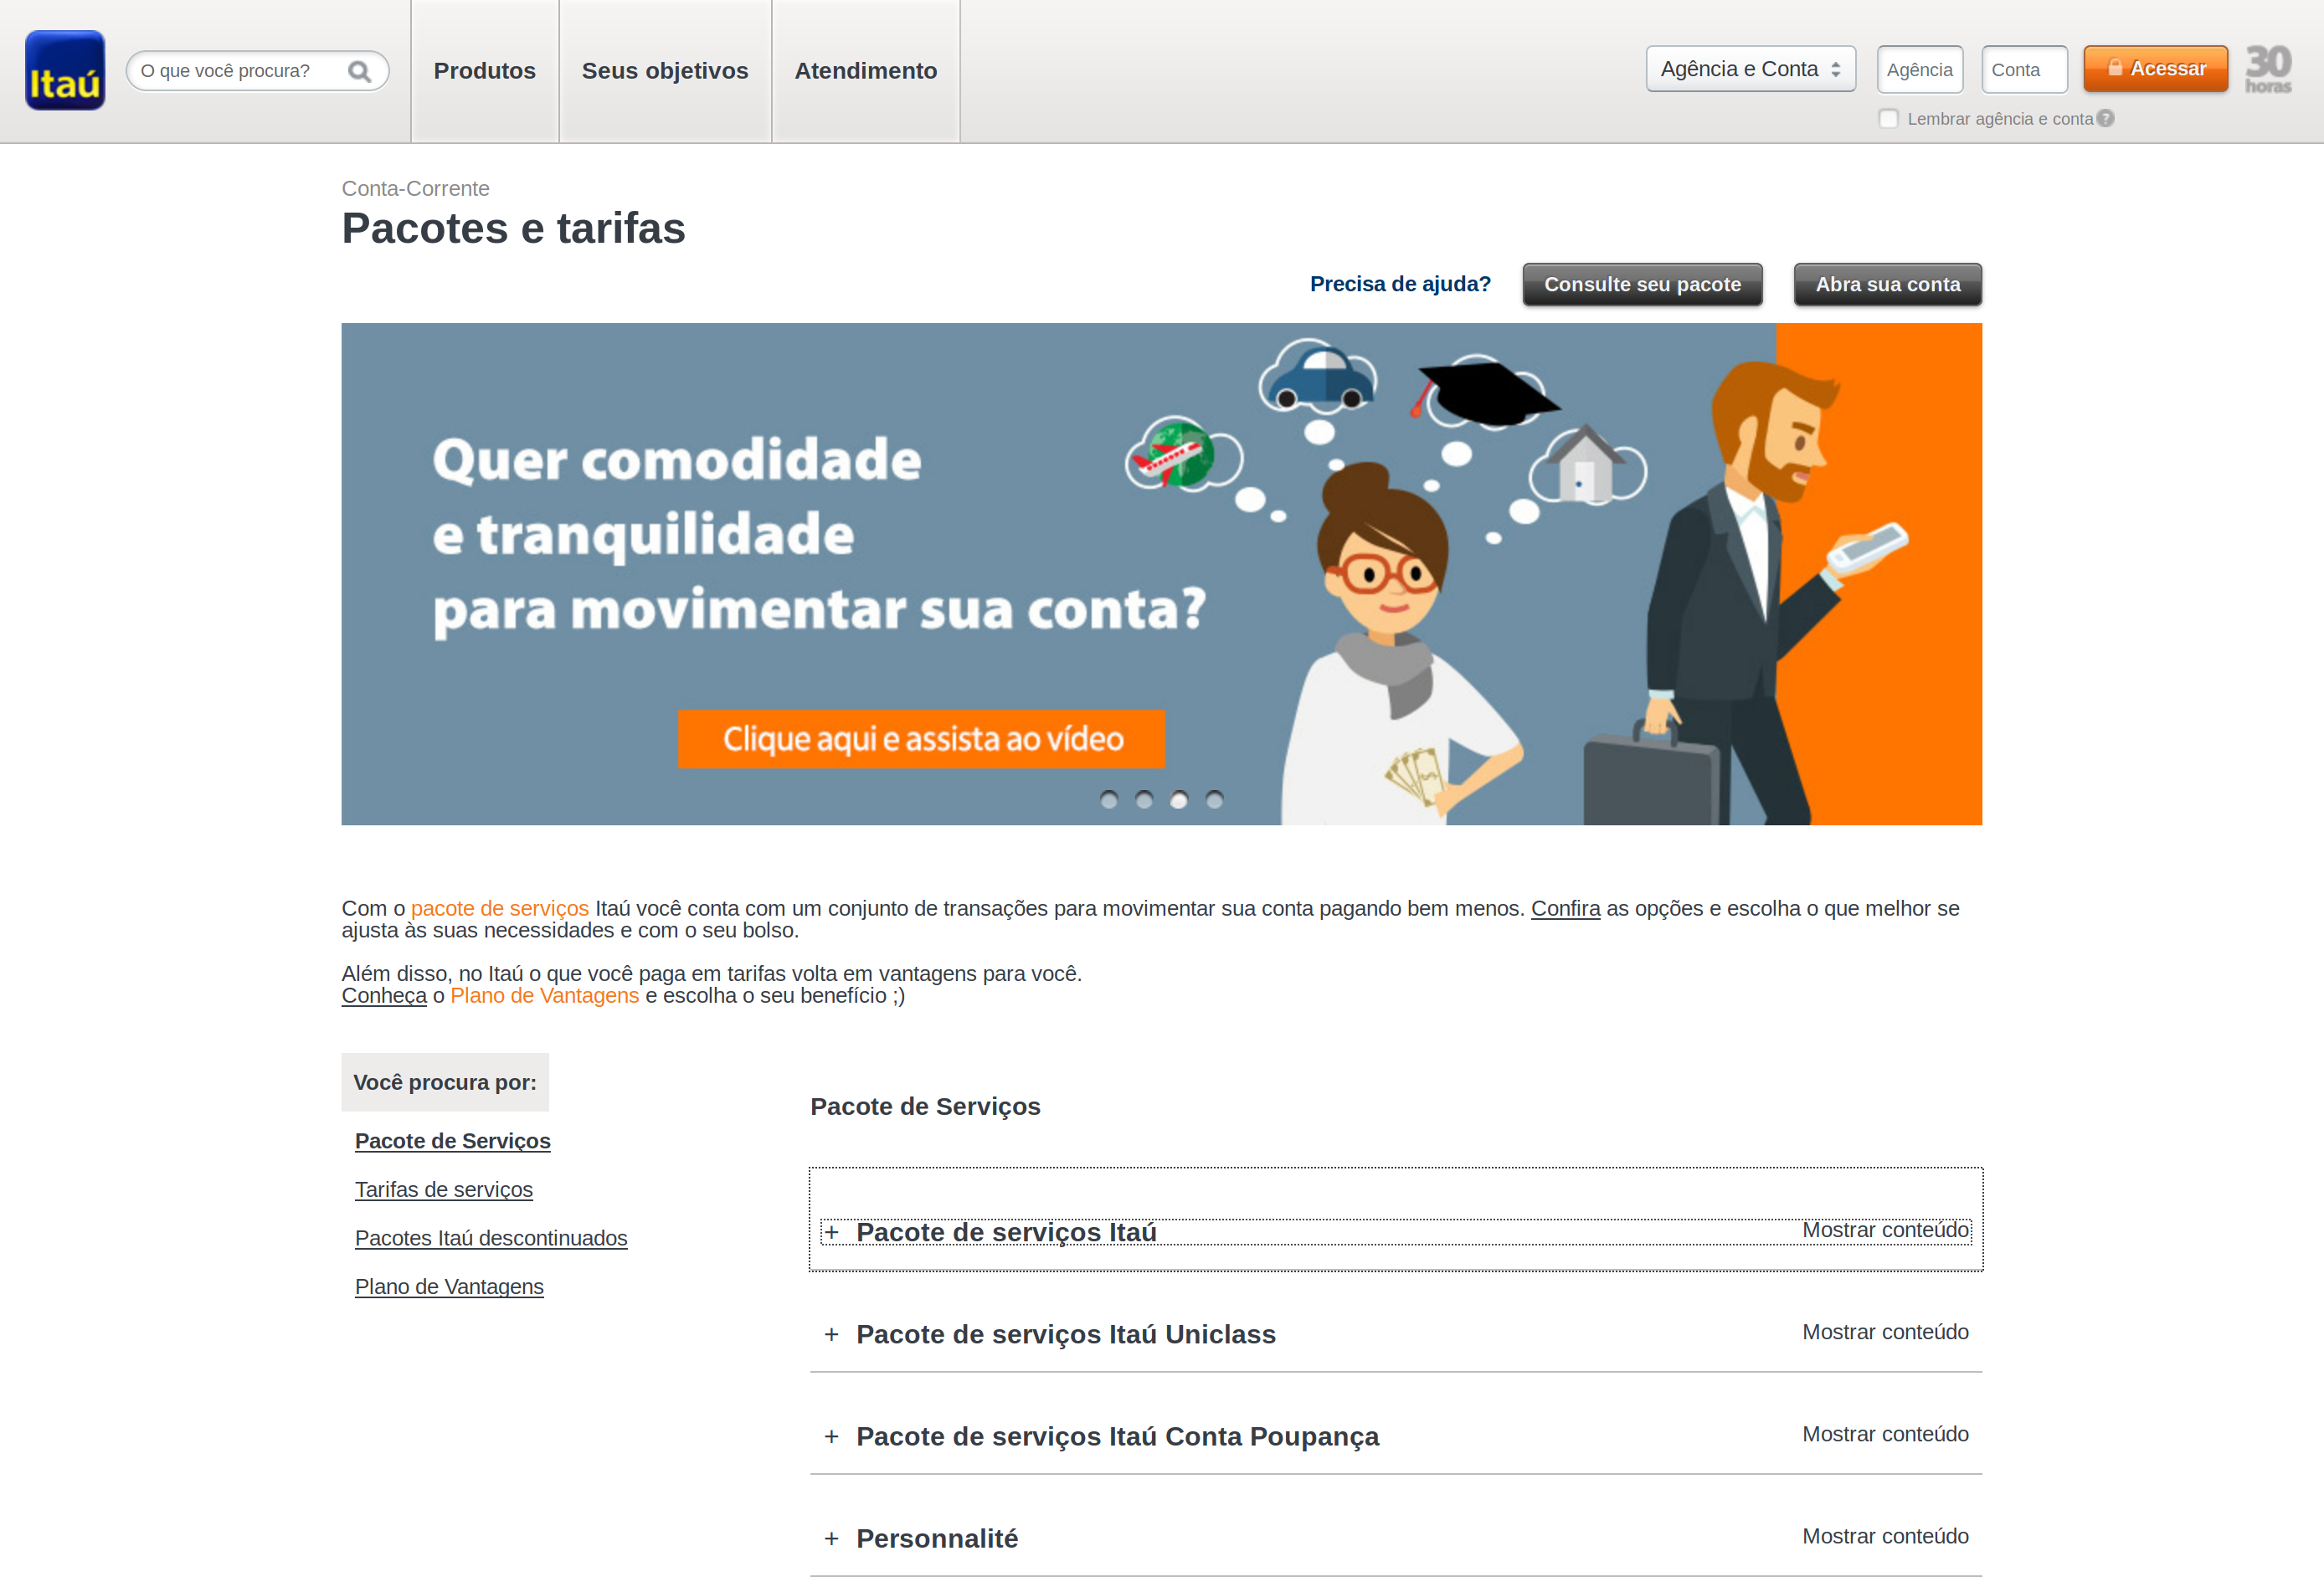 Itaú
O que você procura?
Produtos
Seus objetivos
Atendimento
Agência e Conta
Agência
Conta
Acessar
30
horas
Lembrar agência e conta ?
Conta-Corrente
Pacotes e tarifas
Precisa de ajuda?
Consulte seu pacote
Abra sua conta
Quer comodidade
e tranquilidade
para movimentar sua conta?
Clique aqui e assista ao vídeo
Com o pacote de serviços Itaú você conta com um conjunto de transações para movimentar sua conta pagando bem menos. Confira as opções e escolha o que melhor se
ajusta às suas necessidades e com o seu bolso.
Além disso, no Itaú o que você paga em tarifas volta em vantagens para você.
Conheça o Plano de Vantagens e escolha o seu benefício ;)
Você procura por:
Pacote de Serviços
Tarifas de serviços
Pacotes Itaú descontinuados
Plano de Vantagens
Pacote de Serviços
+ Pacote de serviços Itaú Mostrar conteúdo
+ Pacote de serviços Itaú Uniclass Mostrar conteúdo
+ Pacote de serviços Itaú Conta Poupança Mostrar conteúdo
+ Personnalité Mostrar conteúdo